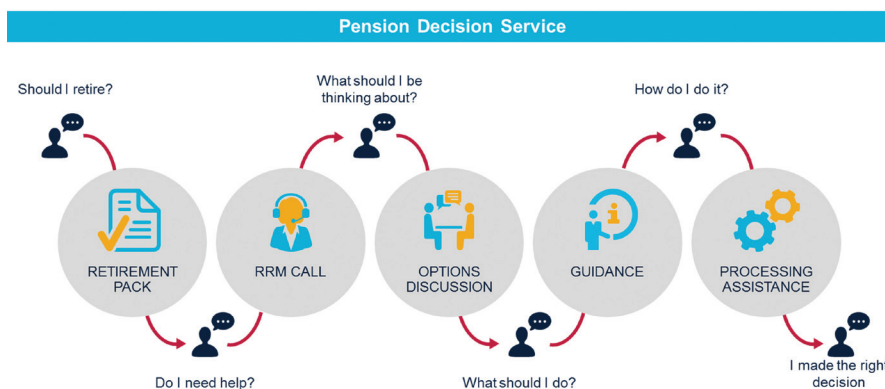 Pension Decision Service
Should I retire?
What should I be
thinking about?
How do I do it?
RETIREMENT
PACK
RRM CALL
OPTIONS
DISCUSSION
GUIDANCE
PROCESSING
ASSISTANCE
Do I need help?
What should I do?
I made the right
decision